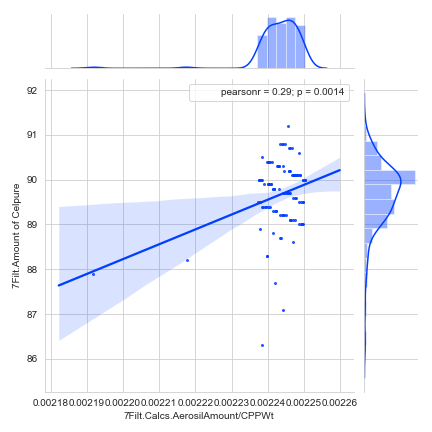 pearsonr = 0.29; p = 0.0014
92
91
90
89
88
87
86
7Filt.Amount of Celpure
0.00218 0.00219 0.00220 0.00221 0.00222 0.00223 0.00224 0.00225 0.00226
7Filt.Calcs.AerosilAmount/CPPWt